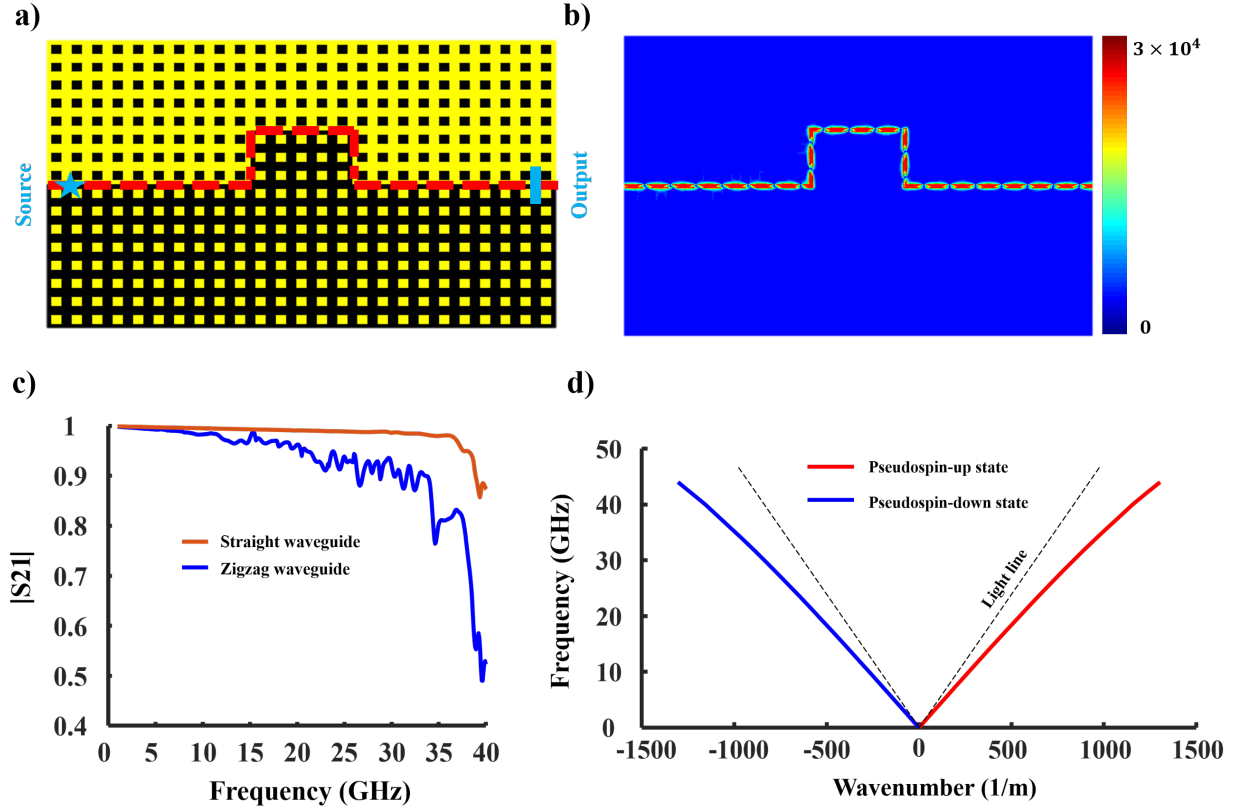 a)
Source
Output
b)
3 × 10⁴
0
c)
|S21|
1
0.9
0.8
0.7
0.6
0.5
0.4
Straight waveguide
Zigzag waveguide
0 5 10 15 20 25 30 35 40
Frequency (GHz)
d)
Frequency (GHz)
50
40
30
20
10
0
Pseudospin-up state
Pseudospin-down state
Light line
-1500 -1000 -500 0 500 1000 1500
Wavenumber (1/m)